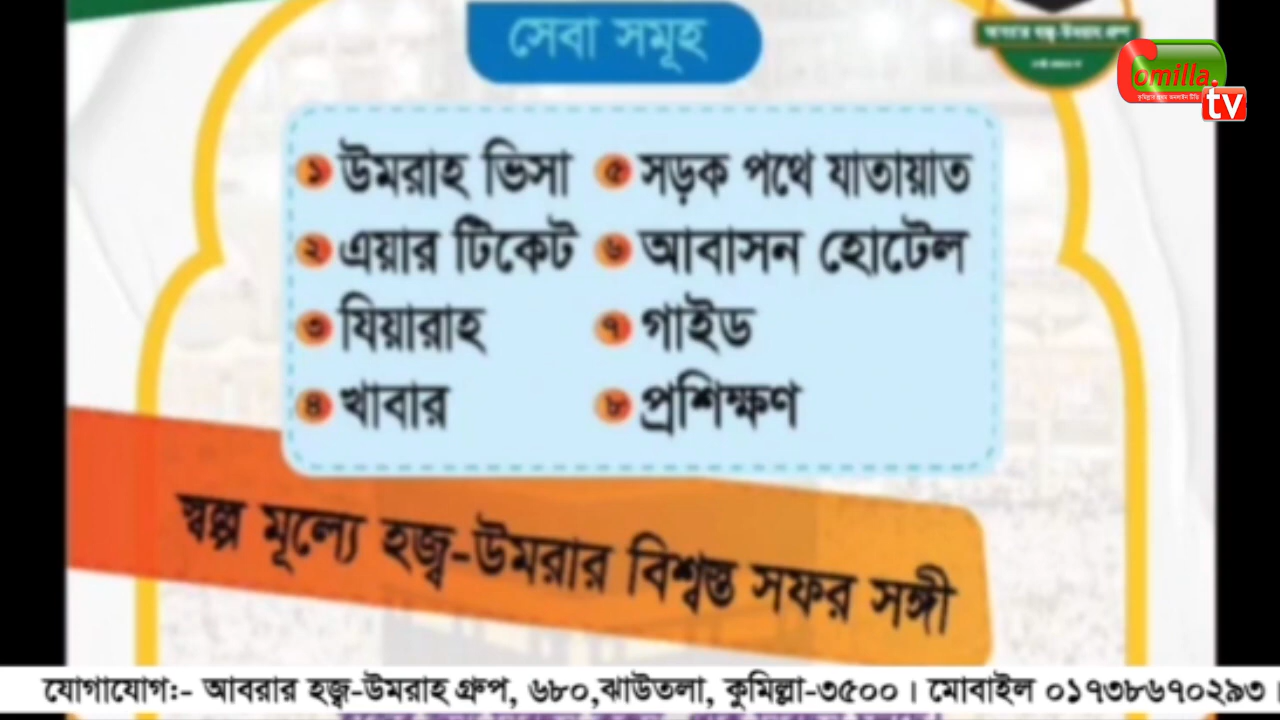 সেবা সমূহ
Comilla
tv
১ উমরাহ ভিসা
২ এয়ার টিকেট
৩ যিয়ারাহ
৪ খাবার
৫ সড়ক পথে যাতায়াত
৬ আবাসন হোটেল
৭ গাইড
৮ প্রশিক্ষণ
স্বল্প মূল্যে হজ্ব-উমরার বিশ্বস্ত সফর সঙ্গী
যোগাযোগ:- আবরার হজ্ব-উমরাহ গ্রুপ, ৬৮০,ঝাউতলা, কুমিল্লা-৩৫০০ । মোবাইল ০১৭৩৮৬৭০২৯৩ ।